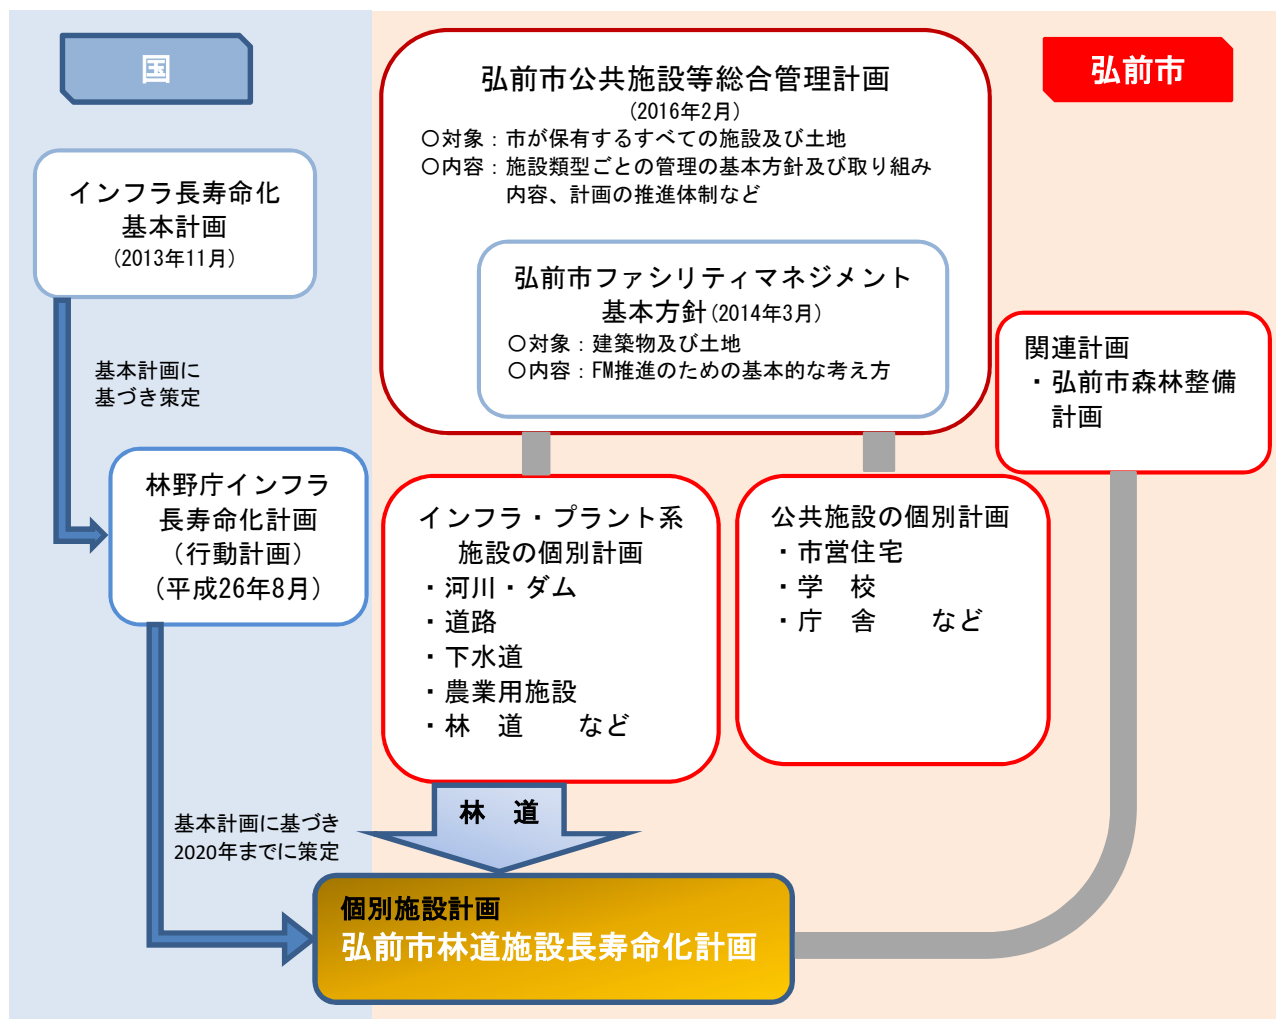 国
インフラ長寿命化
基本計画
(2013年11月)
基本計画に
基づき策定
林野庁インフラ
長寿命化計画
(行動計画)
(平成26年8月)
基本計画に基づき
2020年までに策定
弘前市
弘前市公共施設等総合管理計画
(2016年2月)
〇対象：市が保有するすべての施設及び土地
〇内容：施設類型ごとの管理の基本方針及び取り組み
内容、計画の推進体制など
弘前市ファシリティマネジメント
基本方針(2014年3月)
〇対象：建築物及び土地
〇内容：FM推進のための基本的な考え方
関連計画
・弘前市森林整備
計画
インフラ・プラント系
施設の個別計画
・河川・ダム
・道路
・下水道
・農業用施設
・林　道　　など
公共施設の個別計画
・市営住宅
・学　校
・庁　舎　　など
林　道
個別施設計画
弘前市林道施設長寿命化計画